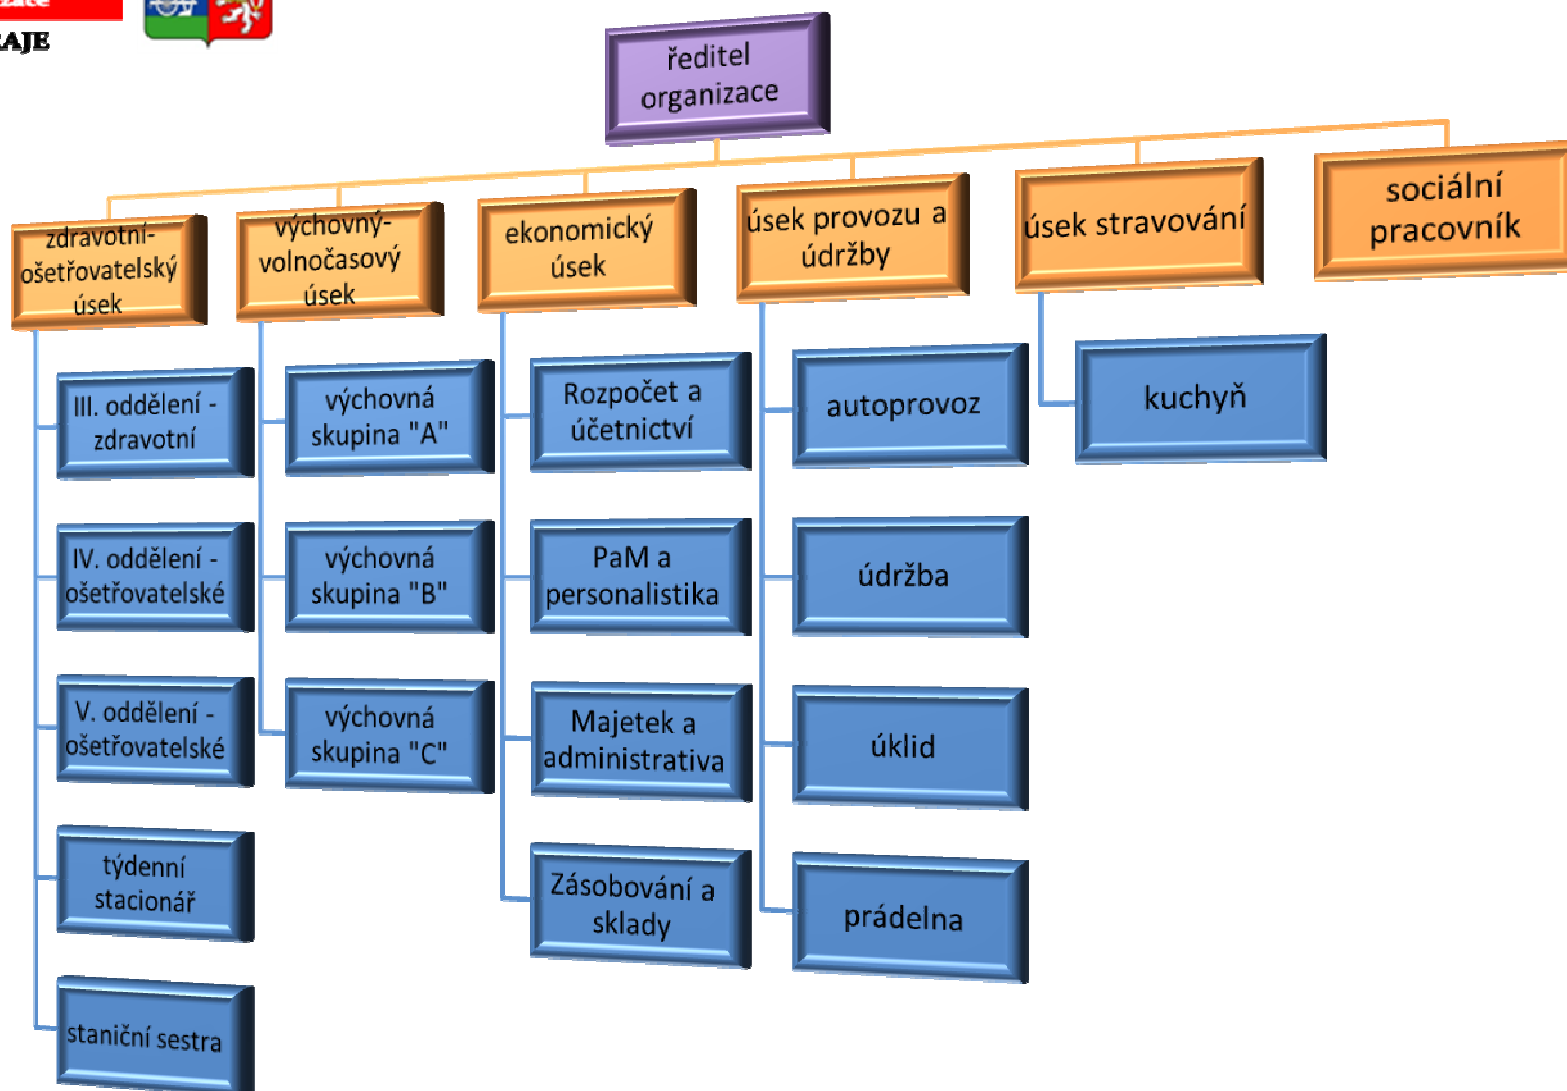 RAJE
ředitel
organizace
zdravotní-
ošetřovatelský
úsek
výchovný-
volnočasový
úsek
ekonomický
úsek
úsek provozu a
údržby
úsek stravování
sociální
pracovník
III. oddělení -
zdravotní
IV. oddělení -
ošetřovatelské
V. oddělení -
ošetřovatelské
týdenní
stacionář
staniční sestra
výchovná
skupina "A"
výchovná
skupina "B"
výchovná
skupina "C"
Rozpočet a
účetnictví
PaM a
personalistika
Majetek a
administrativa
Zásobování a
sklady
autoprovoz
údržba
úklid
prádelna
kuchyň